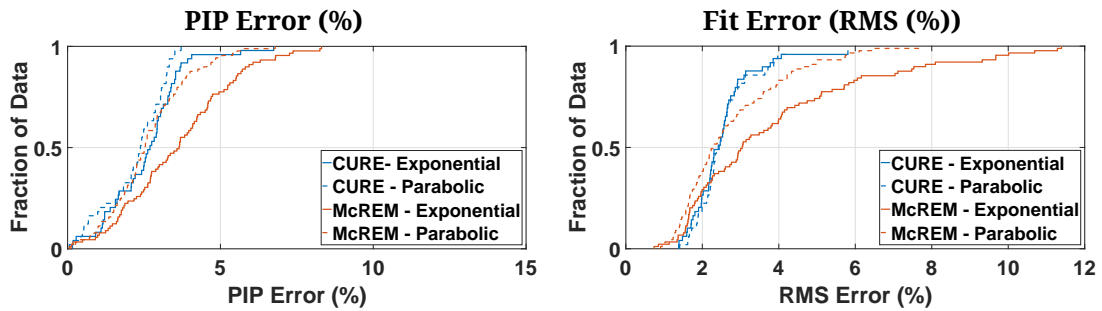 PIP Error (%)
Fraction of Data
1
0.5
0
CURE- Exponential
CURE - Parabolic
McREM - Exponential
McREM - Parabolic
0 5 10 15
PIP Error (%)
Fit Error (RMS (%))
Fraction of Data
1
0.5
0
CURE - Exponential
CURE - Parabolic
McREM - Exponential
McREM - Parabolic
0 2 4 6 8 10 12
RMS Error (%)